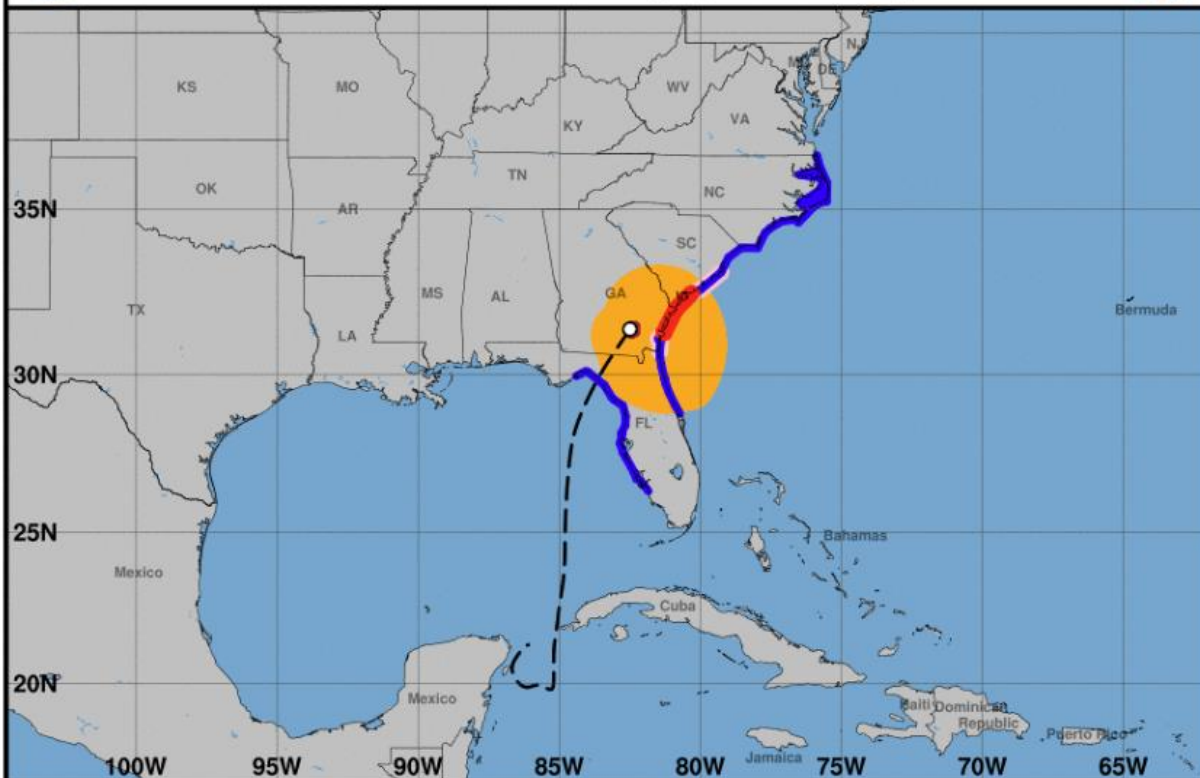 NJ
DE
KS
MO
WV
VA
KY
TN
OK
NC
AR
35N
SC
MS
AL
GA
TX
Bermuda
LA
30N
FL
25N
Bahamas
Mexico
Cuba
20N
Mexico
Haiti
Dominican
Republic
Puerto Rico
Jamaica
100W
95W
90W
85W
80W
75W
70W
65W